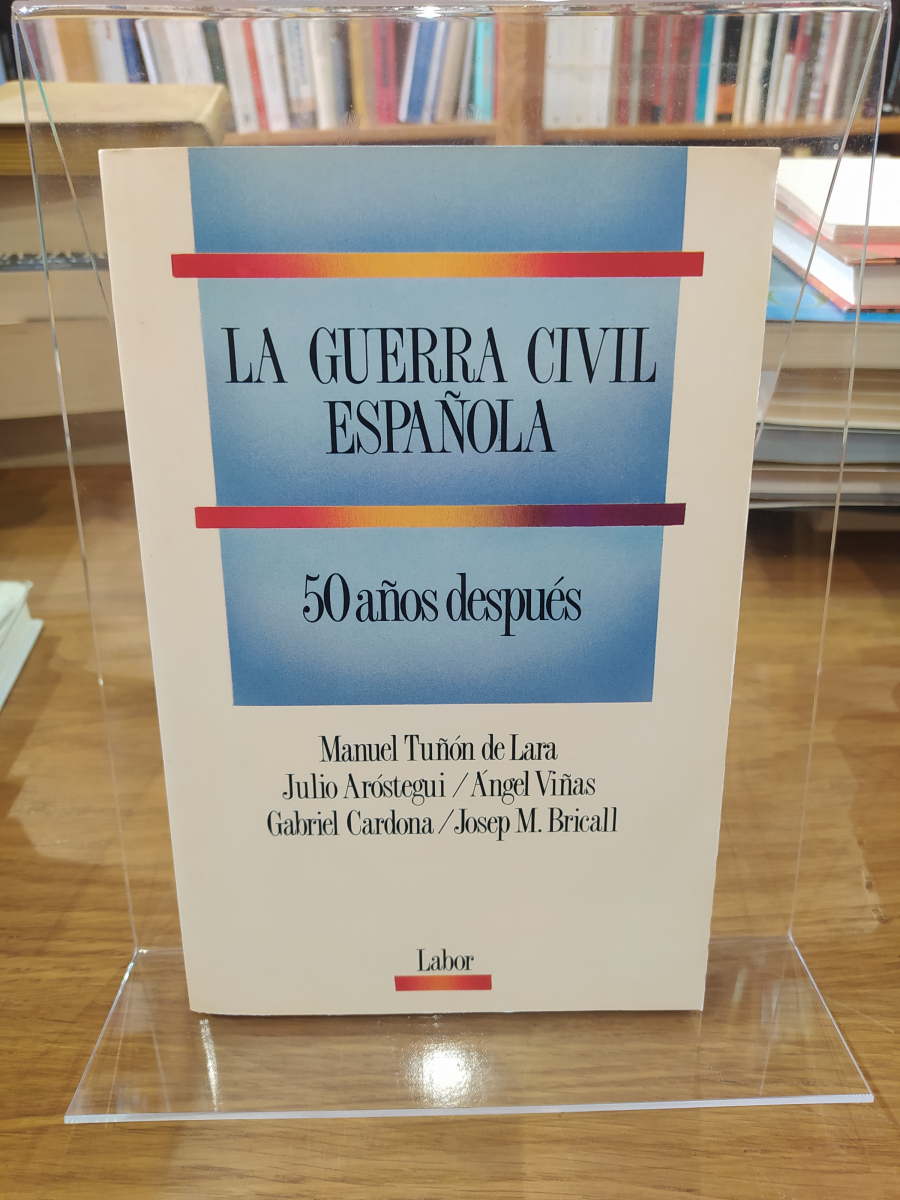 LA GUERRA CIVIL
ESPAÑOLA
50 años después
Manuel Tuñón de Lara
Julio Aróstegui / Ángel Viñas
Gabriel Cardona / Josep M. Bricall
Labor